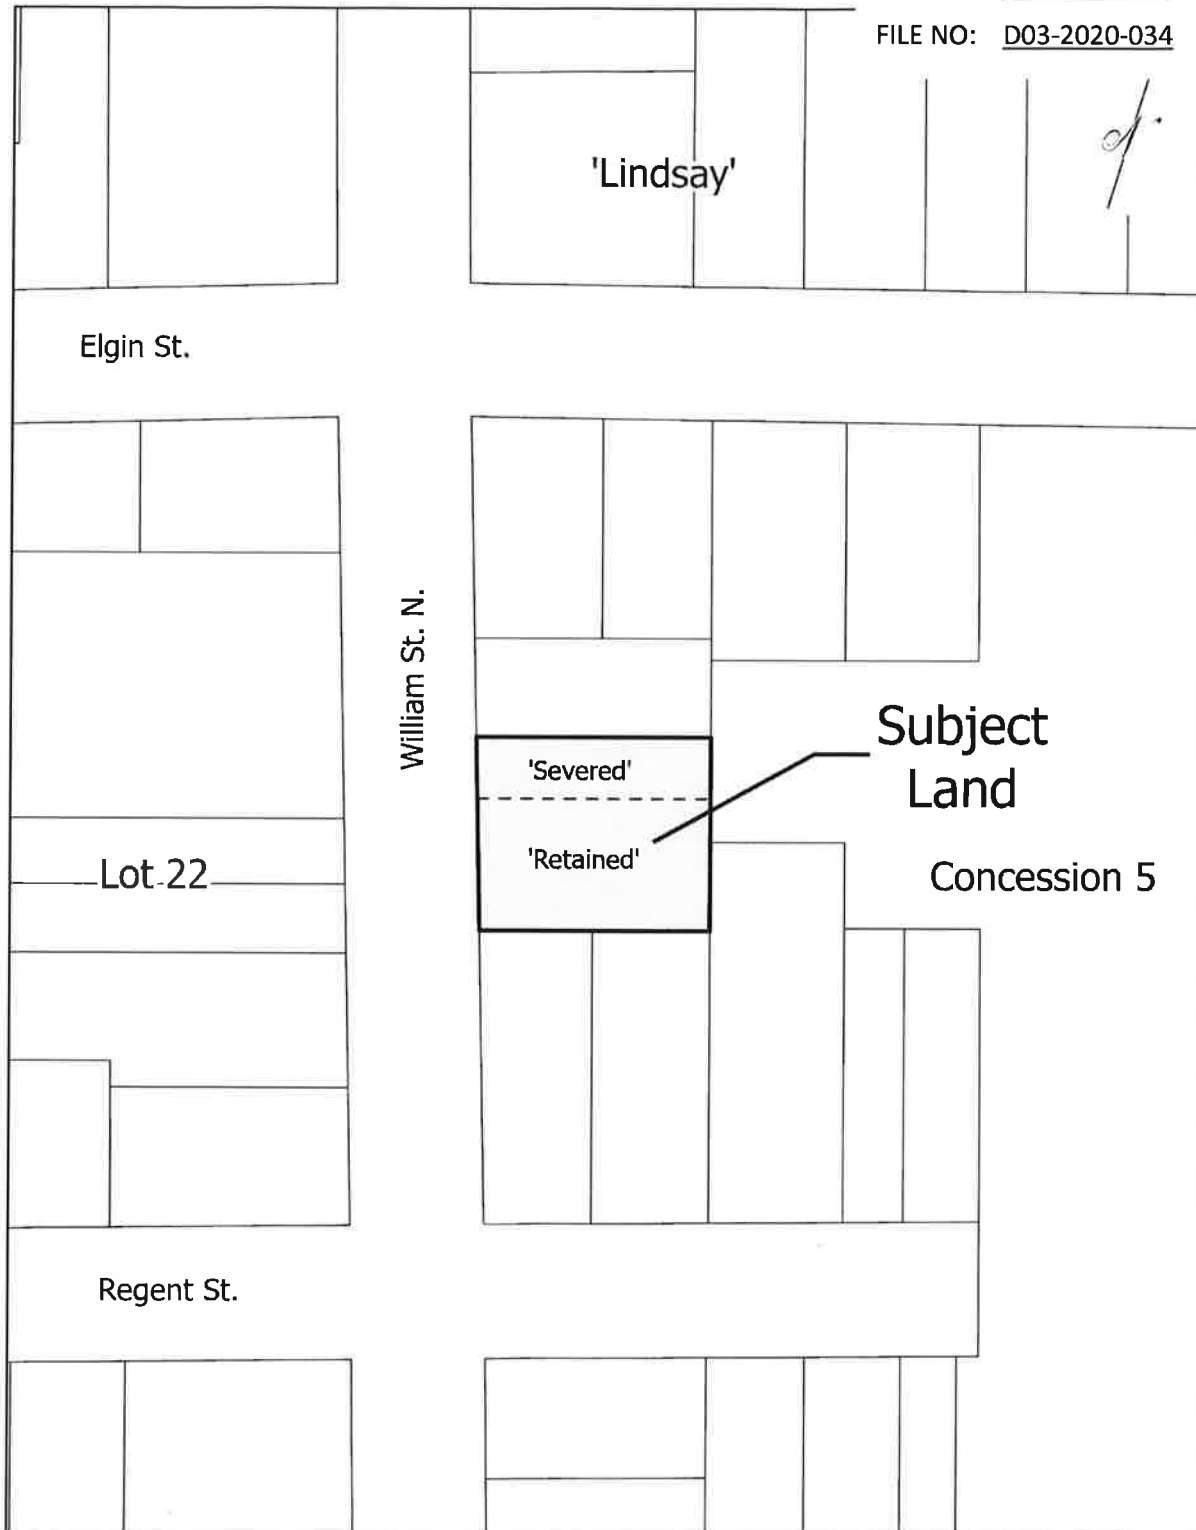 FILE NO: D03-2020-034
'Lindsay'
Elgin St.
William St. N.
Subject
Land
'Severed'
'Retained'
Lot 22
Concession 5
Regent St.